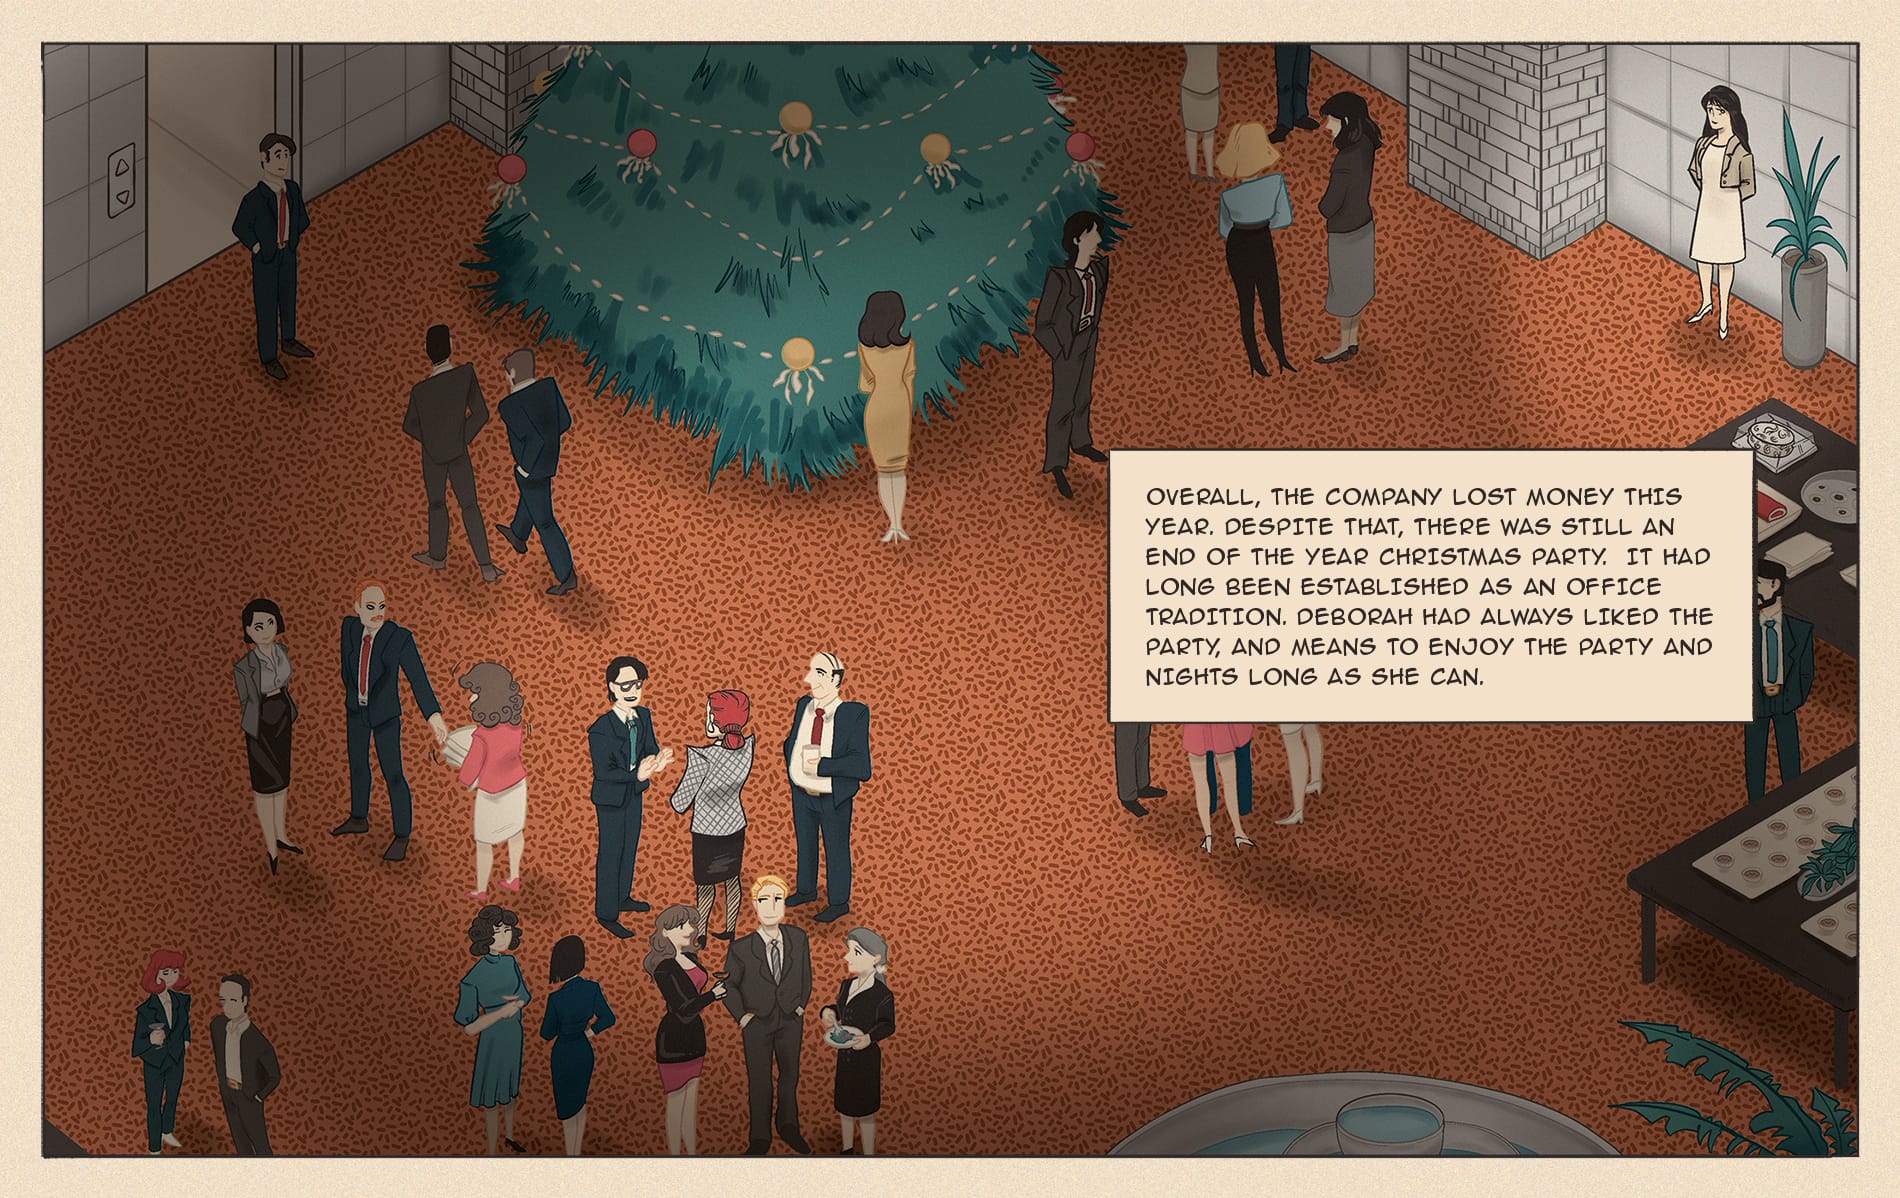 OVERALL, THE COMPANY LOST MONEY THIS
YEAR. DESPITE THAT, THERE WAS STILL AN
END OF THE YEAR CHRISTMAS PARTY. IT HAD
LONG BEEN ESTABLISHED AS AN OFFICE
TRADITION. DEBORAH HAD ALWAYS LIKED THE
PARTY, AND MEANS TO ENJOY THE PARTY AND
NIGHTS LONG AS SHE CAN.